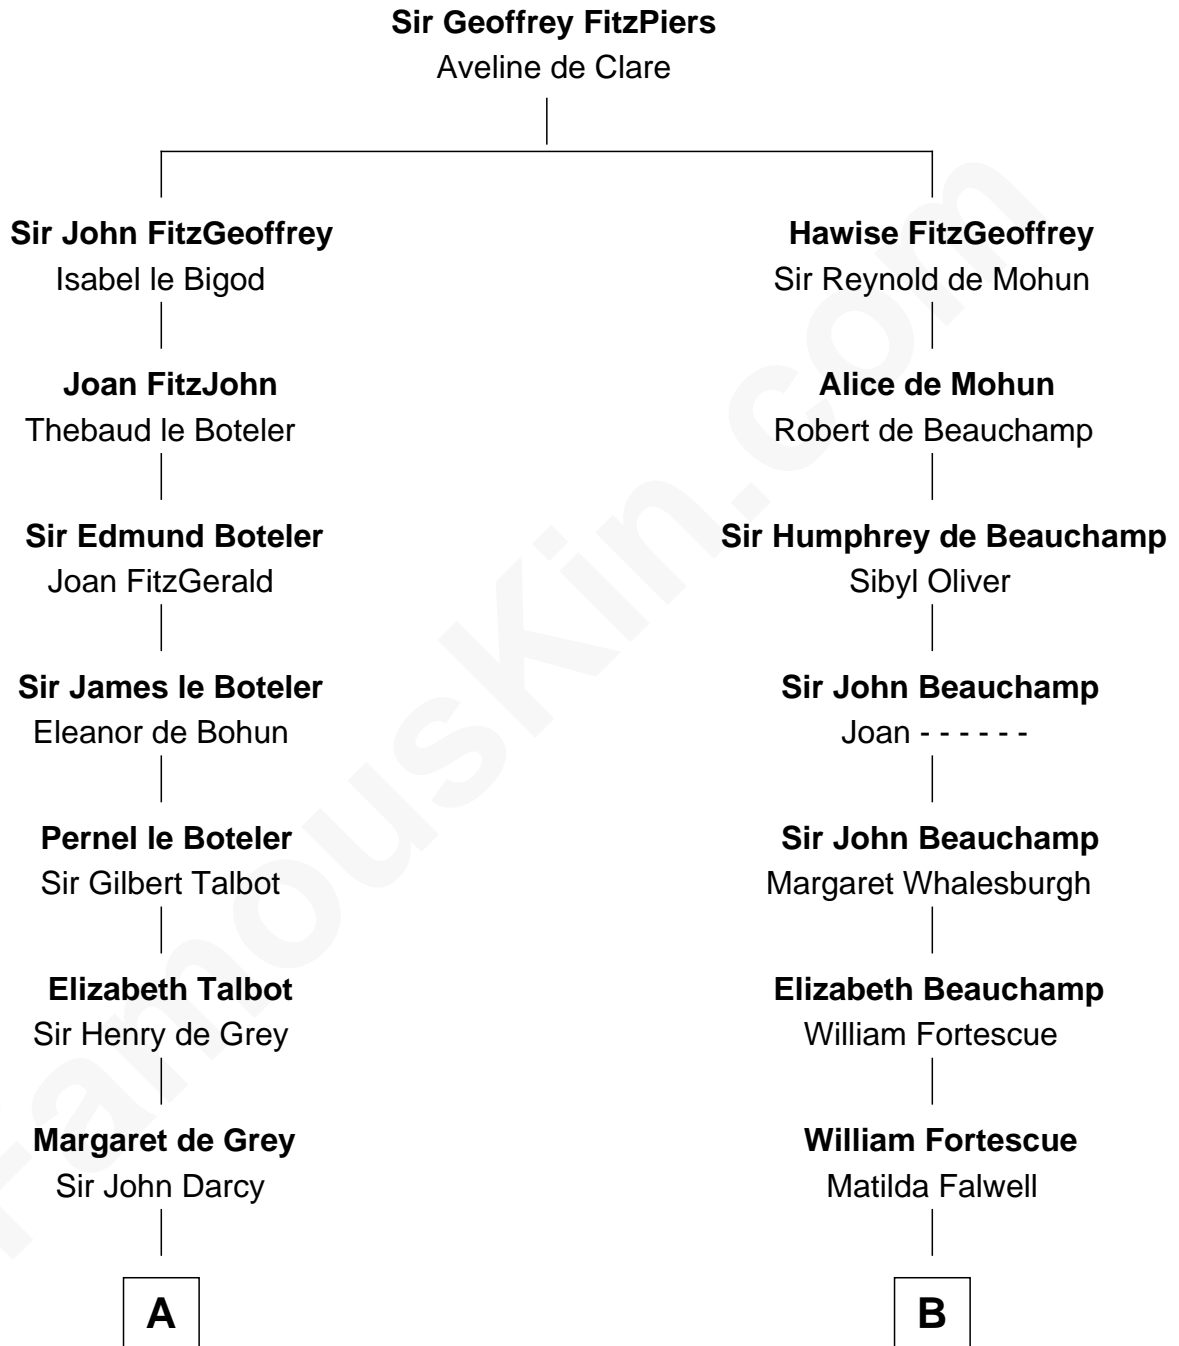 Sir Geoffrey FitzPiers
Aveline de Clare
Sir John FitzGeoffrey
Isabel le Bigod
Joan FitzJohn
Thebaud le Boteler
Sir Edmund Boteler
Joan FitzGerald
Sir James le Boteler
Eleanor de Bohun
Pernel le Boteler
Sir Gilbert Talbot
Elizabeth Talbot
Sir Henry de Grey
Margaret de Grey
Sir John Darcy
A
Hawise FitzGeoffrey
Sir Reynold de Mohun
Alice de Mohun
Robert de Beauchamp
Sir Humphrey de Beauchamp
Sibyl Oliver
Sir John Beauchamp
Joan - - - - - -
Sir John Beauchamp
Margaret Whalesburgh
Elizabeth Beauchamp
William Fortescue
William Fortescue
Matilda Falwell
B
FamousKin.com